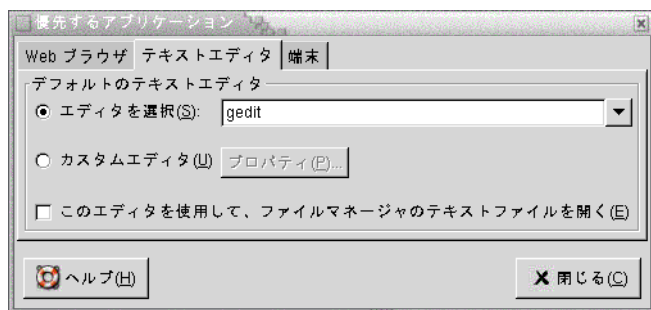 優先するアプリケーション
Web ブラウザ テキストエディタ 端末
デフォルトのテキストエディタ
エディタを選択(S): gedit
カスタムエディタ(U) プロパティ(P)...
このエディタを使用して、ファイルマネージャのテキストファイルを開く(E)
ヘルプ(H) 閉じる(C)